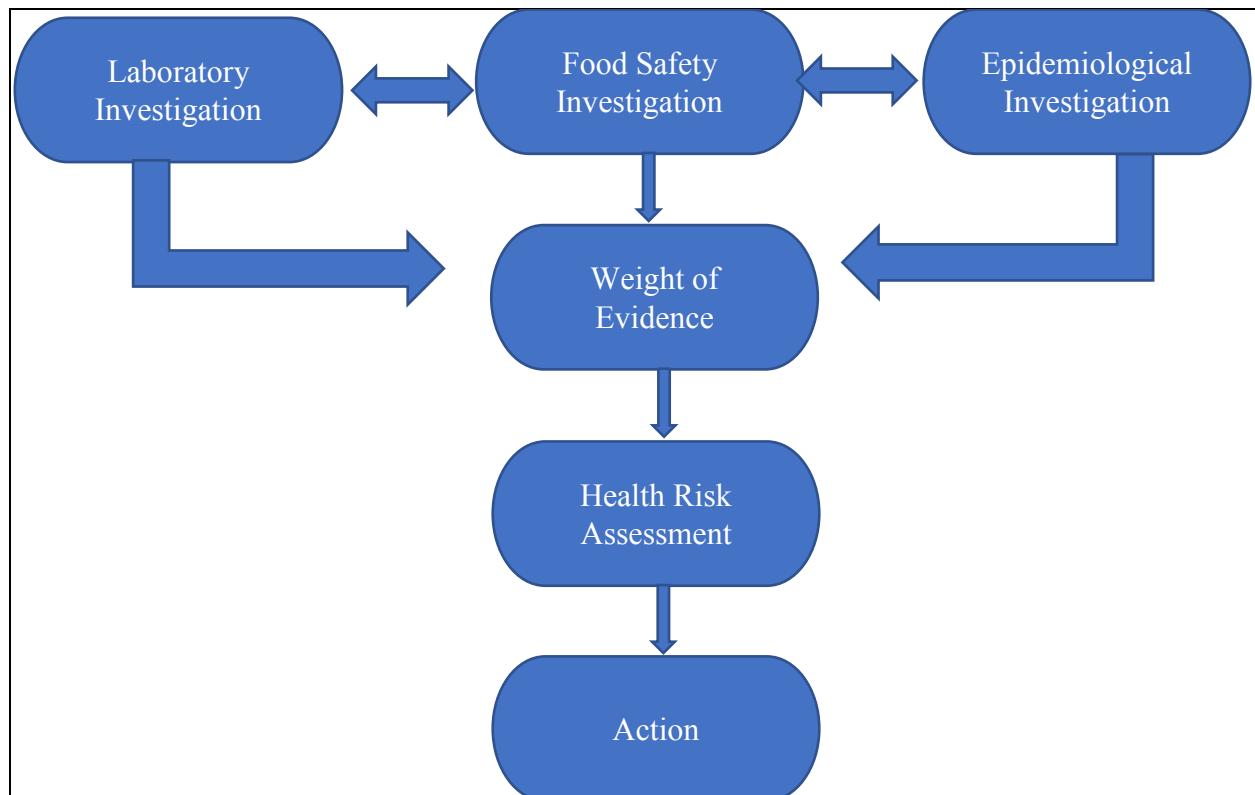 Laboratory
Investigation
Food Safety
Investigation
Epidemiological
Investigation
Weight of
Evidence
Health Risk
Assessment
Action